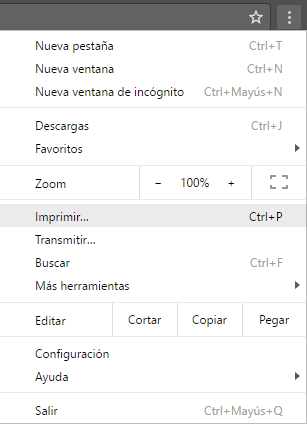 Nueva pestaña Ctrl+T
Nueva ventana Ctrl+N
Nueva ventana de incógnito Ctrl+Mayús+N
Descargas Ctrl+J
Favoritos
Zoom − 100% +
Imprimir... Ctrl+P
Transmitir...
Buscar Ctrl+F
Más herramientas
Editar Cortar Copiar Pegar
Configuración
Ayuda
Salir Ctrl+Mayús+Q